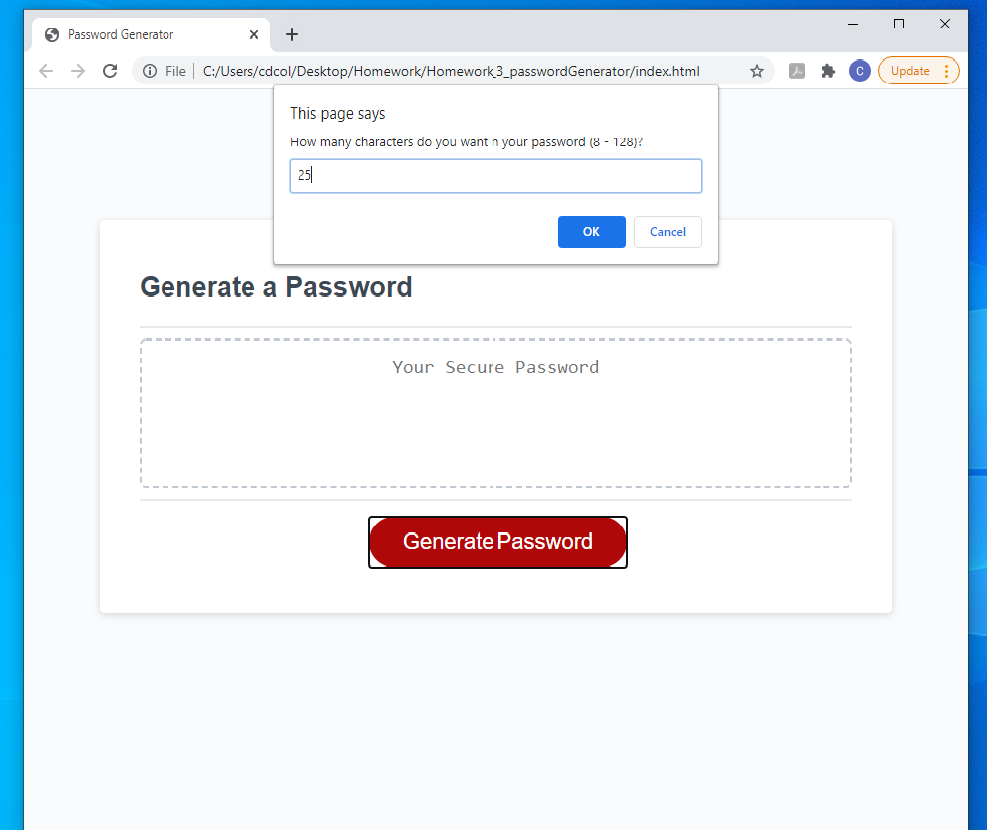 Password Generator
File C:/Users/cdcol/Desktop/Homework/Homework3_passwordGenerator/index.html
C
Update
This page says
How many characters do you want n your password (8 - 128)?
25
OK
Cancel
Generate a Password
Your Secure Password
Generate Password